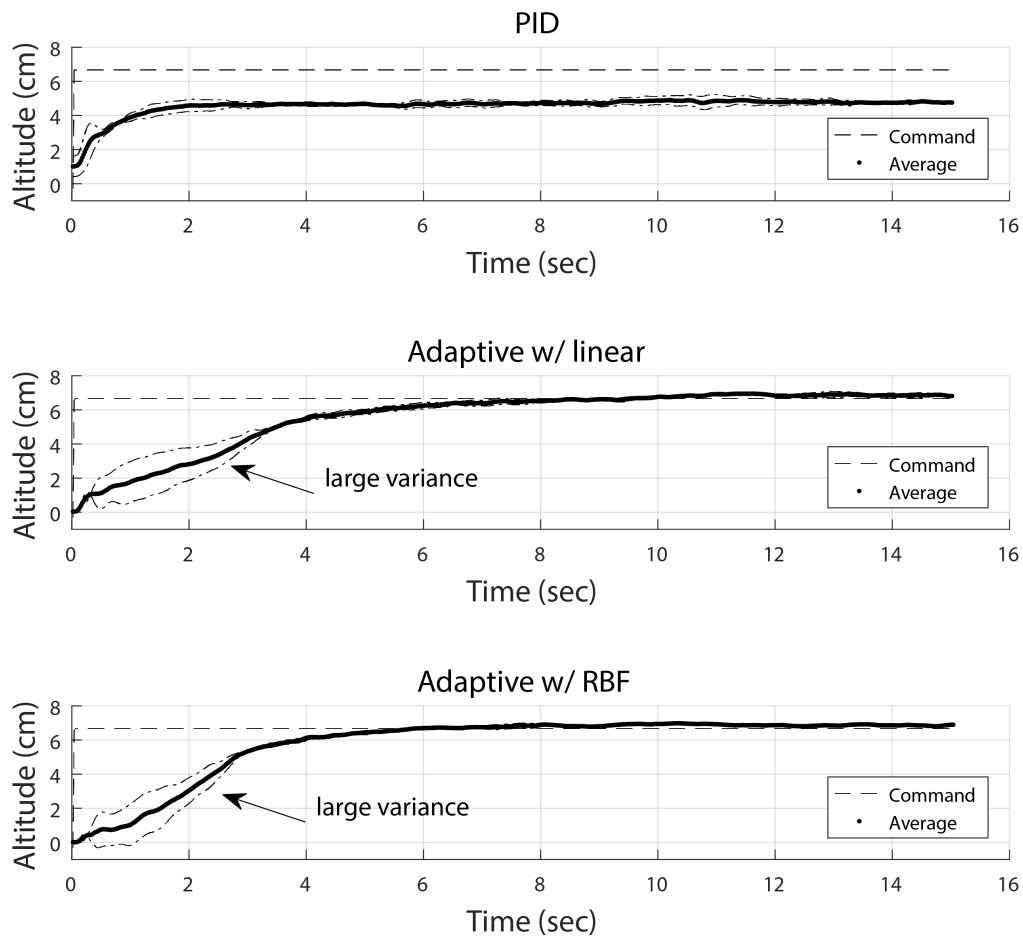 PID
Altitude (cm)
8
6
4
2
0
Command
Average
0 2 4 6 8 10 12 14 16
Time (sec)
Adaptive w/ linear
Altitude (cm)
8
6
4
2
0
large variance
Command
Average
0 2 4 6 8 10 12 14 16
Time (sec)
Adaptive w/ RBF
Altitude (cm)
8
6
4
2
0
large variance
Command
Average
0 2 4 6 8 10 12 14 16
Time (sec)